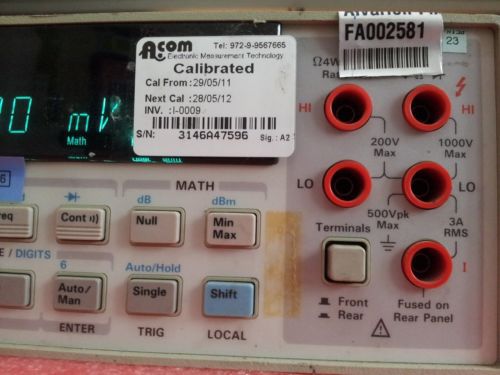 Acom
Tel: 972-9-9567665
Electronic Measurement Technology
Calibrated
Cal From: 29/05/11
Next Cal : 28/05/12
INV. : I-0009
S/N: 3146A47596 Sig.: A2
FA002581
23
0 mV
Math
Ω4W
HI HI
200V
Max
1000V
Max
LO LO
500Vpk
Max
3A
RMS
Terminals
I
Front
Rear
Fused on
Rear Panel
MATH
dB dBm
Cont Null Min
Max
/ DIGITS
6 Auto/Hold
Auto/
Man
Single Shift
ENTER TRIG LOCAL